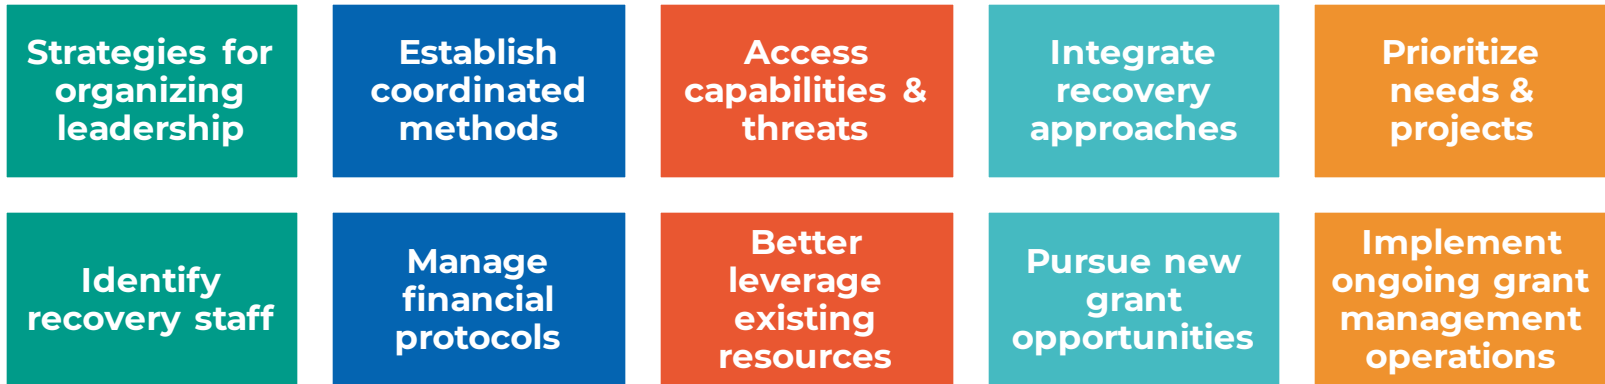 Strategies for
organizing
leadership
Establish
coordinated
methods
Access
capabilities &
threats
Integrate
recovery
approaches
Prioritize
needs &
projects
Identify
recovery staff
Manage
financial
protocols
Better
leverage
existing
resources
Pursue new
grant
opportunities
Implement
ongoing grant
management
operations